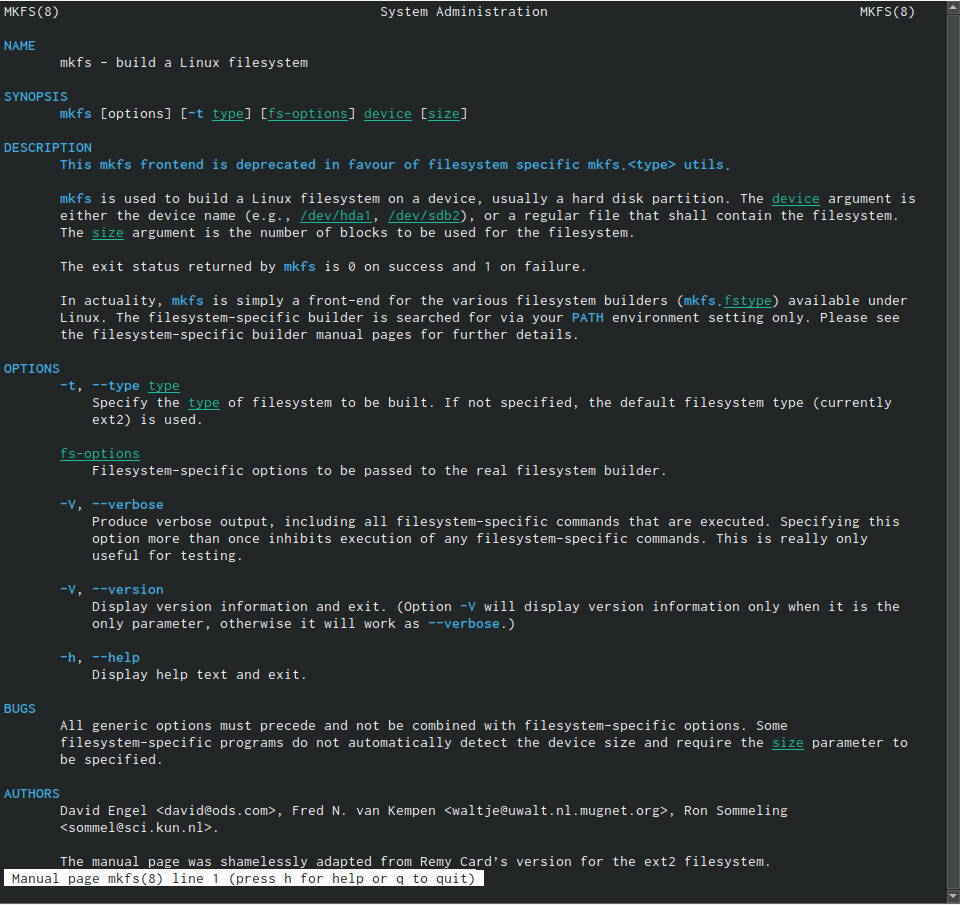 MKFS(8) System Administration MKFS(8)
NAME
mkfs - build a Linux filesystem
SYNOPSIS
mkfs [options] [-t type] [fs-options] device [size]
DESCRIPTION
This mkfs frontend is deprecated in favour of filesystem specific mkfs.<type> utils.
mkfs is used to build a Linux filesystem on a device, usually a hard disk partition. The device argument is
either the device name (e.g., /dev/hda1, /dev/sdb2), or a regular file that shall contain the filesystem.
The size argument is the number of blocks to be used for the filesystem.
The exit status returned by mkfs is 0 on success and 1 on failure.
In actuality, mkfs is simply a front-end for the various filesystem builders (mkfs.fstype) available under
Linux. The filesystem-specific builder is searched for via your PATH environment setting only. Please see
the filesystem-specific builder manual pages for further details.
OPTIONS
-t, --type type
Specify the type of filesystem to be built. If not specified, the default filesystem type (currently
ext2) is used.
fs-options
Filesystem-specific options to be passed to the real filesystem builder.
-V, --verbose
Produce verbose output, including all filesystem-specific commands that are executed. Specifying this
option more than once inhibits execution of any filesystem-specific commands. This is really only
useful for testing.
-V, --version
Display version information and exit. (Option -V will display version information only when it is the
only parameter, otherwise it will work as --verbose.)
-h, --help
Display help text and exit.
BUGS
All generic options must precede and not be combined with filesystem-specific options. Some
filesystem-specific programs do not automatically detect the device size and require the size parameter to
be specified.
AUTHORS
David Engel <david@ods.com>, Fred N. van Kempen <waltje@uwalt.nl.mugnet.org>, Ron Sommeling
<sommel@sci.kun.nl>.
The manual page was shamelessly adapted from Remy Card's version for the ext2 filesystem.
Manual page mkfs(8) line 1 (press h for help or q to quit)